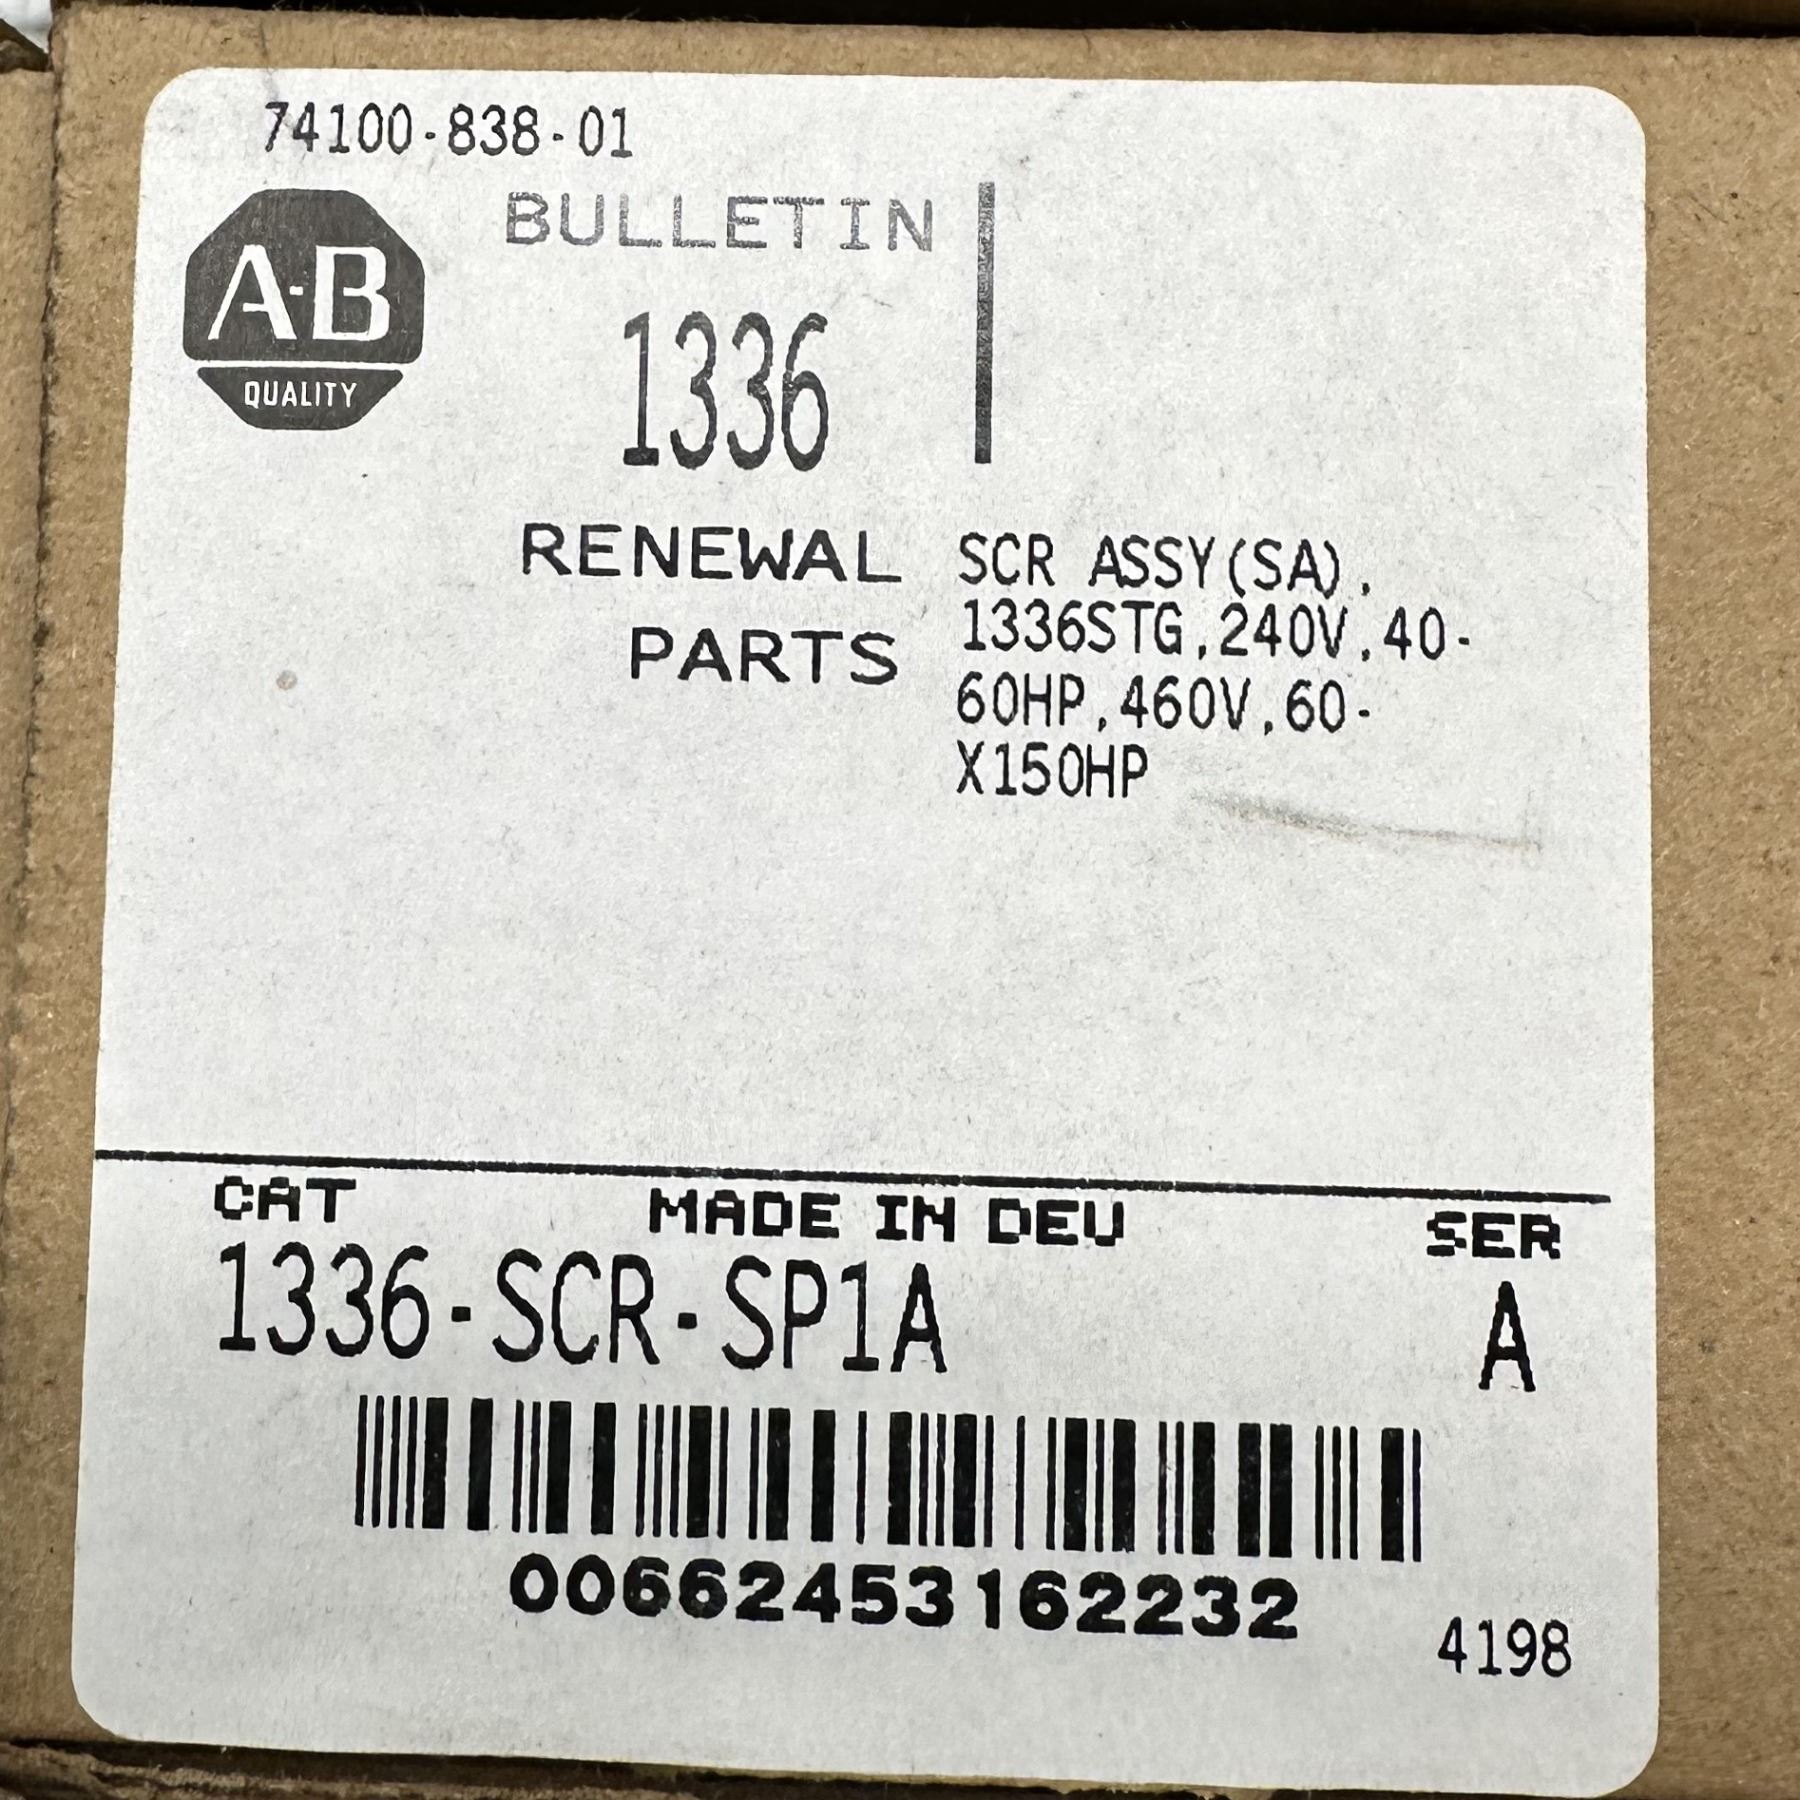 74100-838-01
A-B
QUALITY
BULLETIN
1336
RENEWAL
PARTS
SCR ASSY(SA),
1336STG,240V,40-
60HP,460V,60-
X150HP
CAT
MADE IN DEU
SER
1336-SCR-SP1A
A
00662453162232
4198